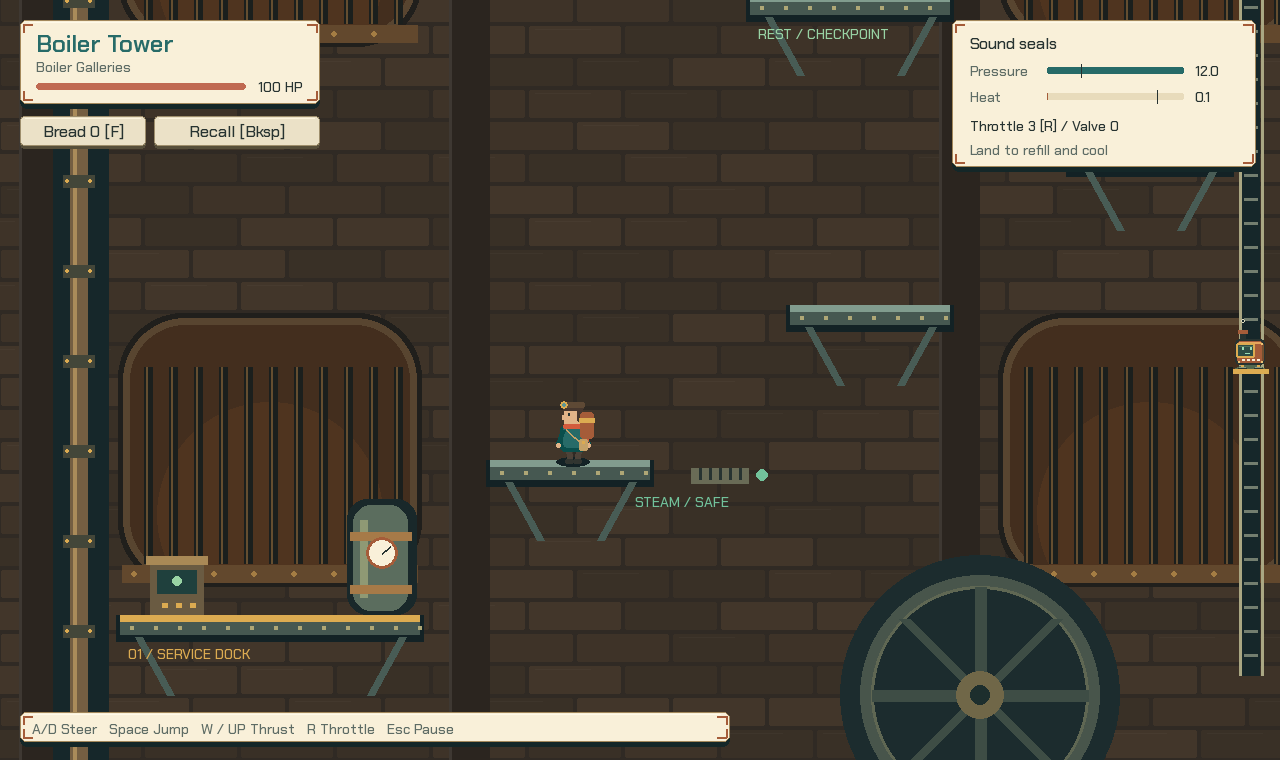 Boiler Tower
Boiler Galleries
100 HP
Bread 0 [F]
Recall [Bksp]
REST / CHECKPOINT
Sound seals
Pressure 12.0
Heat 0.1
Throttle 3 [R] / Valve 0
Land to refill and cool
STEAM / SAFE
01 / SERVICE DOCK
A/D Steer Space Jump W / UP Thrust R Throttle Esc Pause